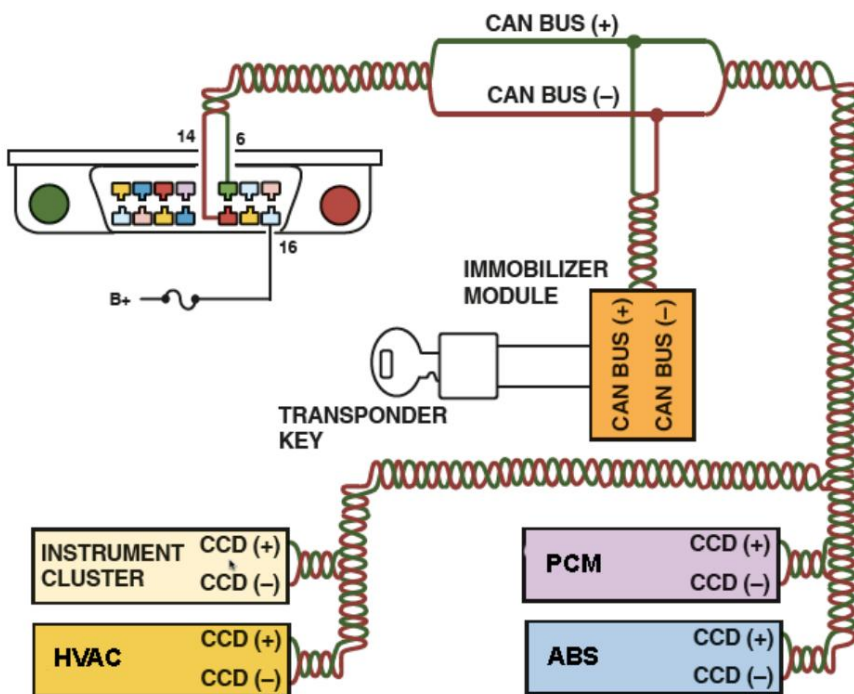 CAN BUS (+)
CAN BUS (–)
14
6
16
B+
IMMOBILIZER
MODULE
CAN BUS (+)
CAN BUS (–)
TRANSPONDER
KEY
INSTRUMENT
CLUSTER
CCD (+)
CCD (–)
PCM
CCD (+)
CCD (–)
HVAC
CCD (+)
CCD (–)
ABS
CCD (+)
CCD (–)